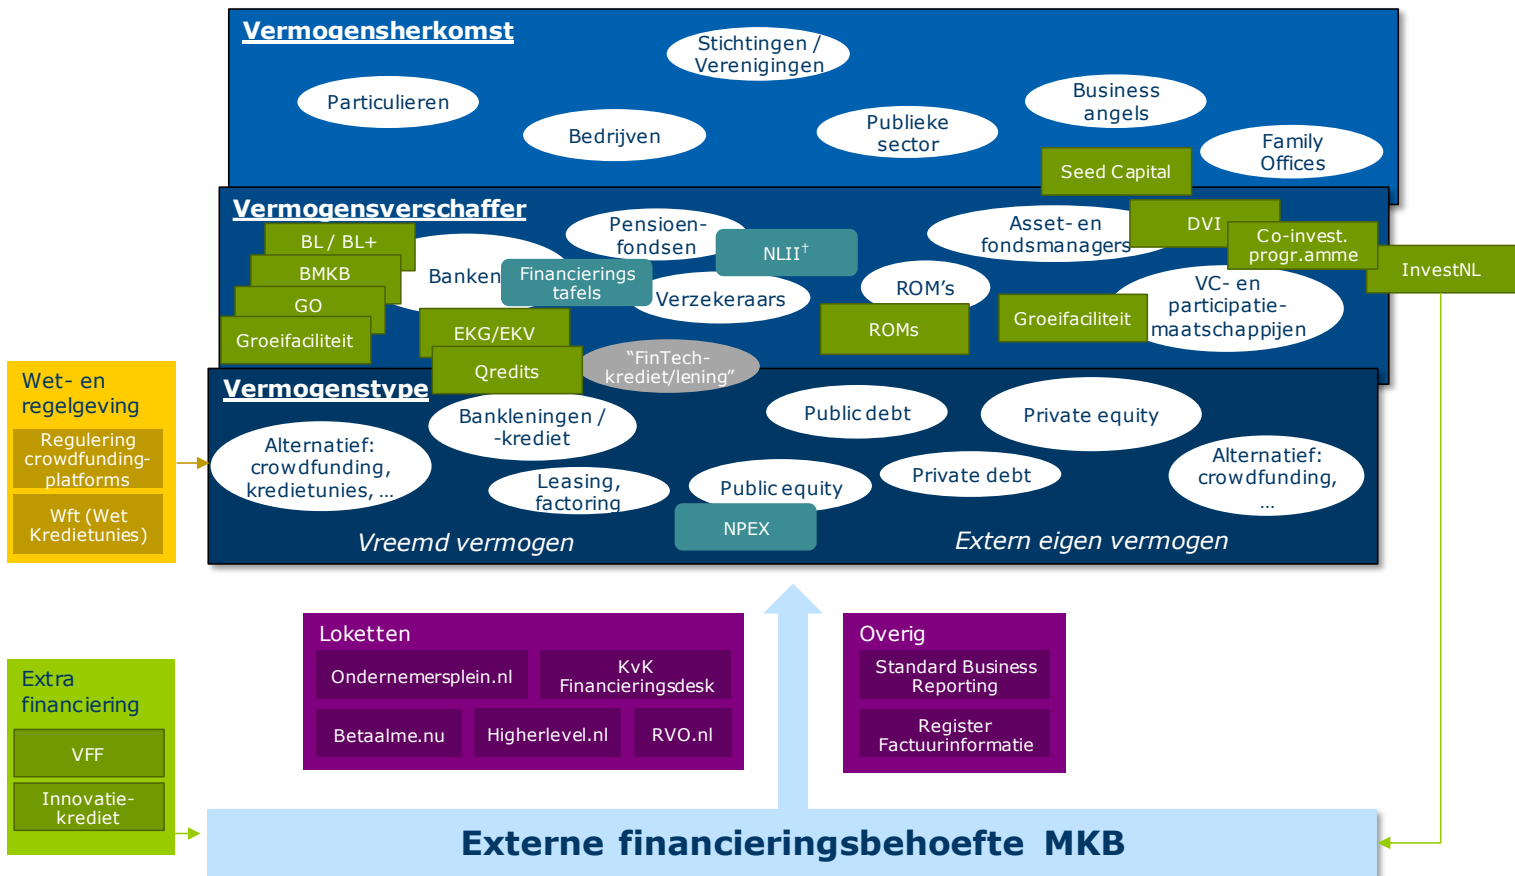 Vermogensherkomst
Stichtingen /
Verenigingen
Particulieren
Bedrijven
Publieke
sector
Business
angels
Family
Offices
Seed Capital
Vermogensverschaffer
BL / BL+
BMKB
GO
Groeifaciliteit
Banken
Financierings
tafels
EKG/EKV
Qredits
Pensioen-
fondsen
NLII†
Verzekeraars
"FinTech-
krediet/lening"
ROM's
ROMs
Asset- en
fondsmanagers
DVI
Co-invest.
progr.amme
InvestNL
Groeifaciliteit
VC- en
participatie-
maatschappijen
Vermogenstype
Alternatief:
crowdfunding,
kredietunies, ...
Bankleningen /
-krediet
Leasing,
factoring
Public debt
Public equity
NPEX
Private debt
Private equity
Alternatief:
crowdfunding,
...
Vreemd vermogen
Extern eigen vermogen
Wet- en
regelgeving
Regulering
crowdfunding-
platforms
Wft (Wet
Kredietunies)
Extra
financiering
VFF
Innovatie-
krediet
Loketten
Ondernemersplein.nl
KvK
Financieringsdesk
Betaalme.nu
Higherlevel.nl
RVO.nl
Overig
Standard Business
Reporting
Register
Factuurinformatie
Externe financieringsbehoefte MKB